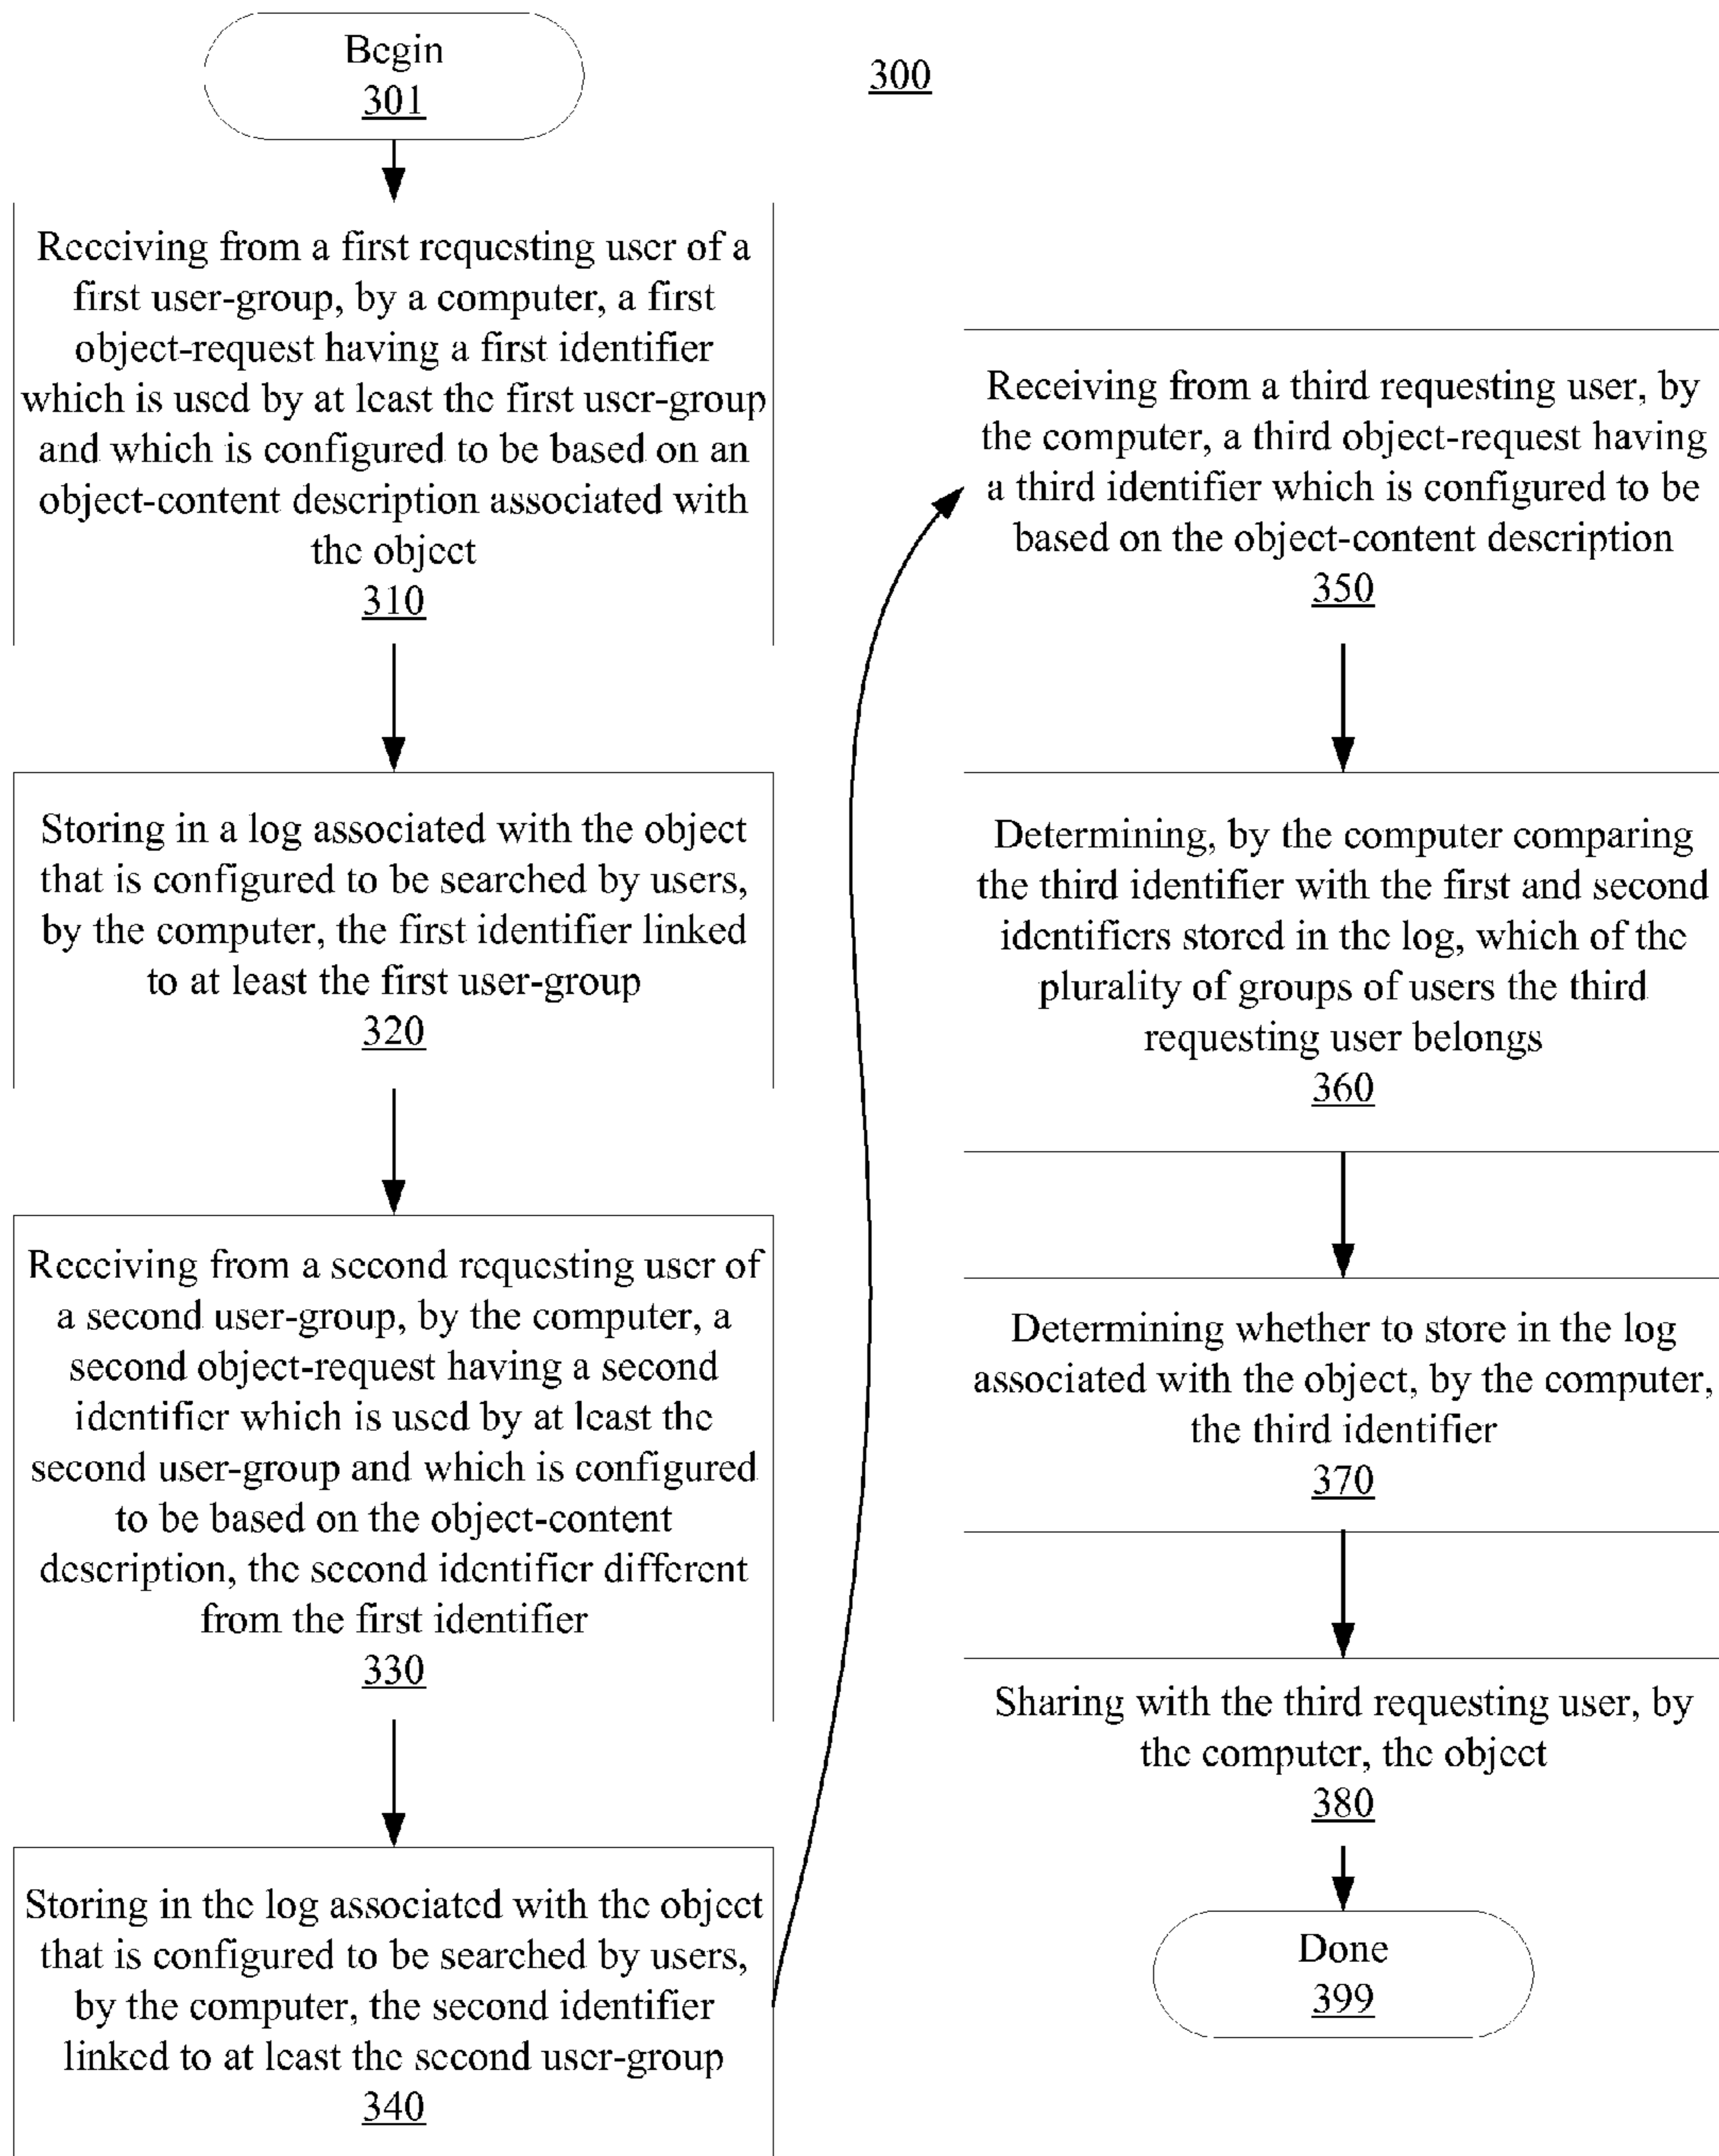 Begin
301
300
Receiving from a first requesting user of a
first user-group, by a computer, a first
object-request having a first identifier
which is used by at least the first user-group
and which is configured to be based on an
object-content description associated with
the object
310
Storing in a log associated with the object
that is configured to be searched by users,
by the computer, the first identifier linked
to at least the first user-group
320
Receiving from a second requesting user of
a second user-group, by the computer, a
second object-request having a second
identifier which is used by at least the
second user-group and which is configured
to be based on the object-content
description, the second identifier different
from the first identifier
330
Storing in the log associated with the object
that is configured to be searched by users,
by the computer, the second identifier
linked to at least the second user-group
340
Receiving from a third requesting user, by
the computer, a third object-request having
a third identifier which is configured to be
based on the object-content description
350
Determining, by the computer comparing
the third identifier with the first and second
identifiers stored in the log, which of the
plurality of groups of users the third
requesting user belongs
360
Determining whether to store in the log
associated with the object, by the computer,
the third identifier
370
Sharing with the third requesting user, by
the computer, the object
380
Done
399